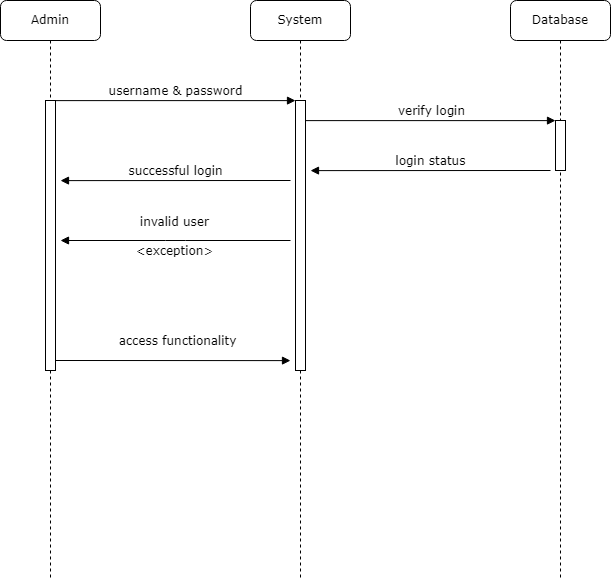 Admin
System
Database
username & password
verify login
login status
successful login
invalid user
<exception>
access functionality